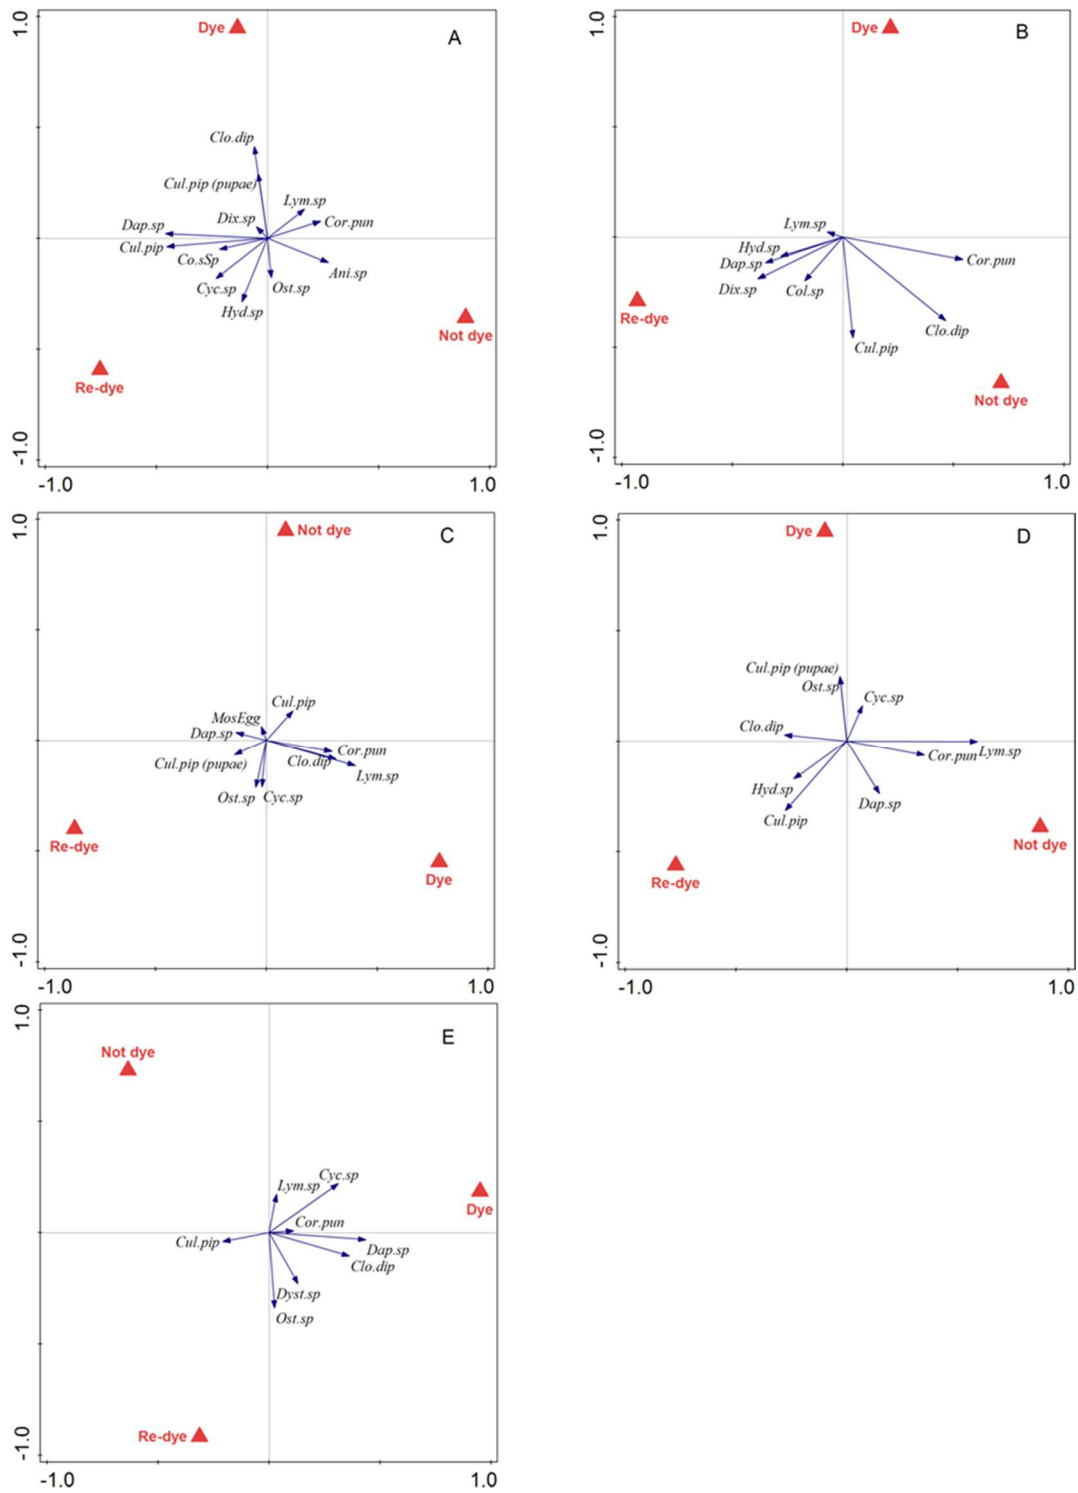 1.0
Dye
A
Clo.dip
Cul.pip (pupae)
Lym.sp
Dix.sp
Cor.pun
Dap.sp
Cul.pip
Co.sSp
Ani.sp
Cyc.sp
Ost.sp
Hyd.sp
Not dye
Re-dye
-1.0
-1.0
1.0
1.0
Dye
B
Lym.sp
Hyd.sp
Dap.sp
Cor.pun
Dix.sp
Col.sp
Re-dye
Clo.dip
Cul.pip
Not dye
-1.0
-1.0
1.0
1.0
Not dye
C
Cul.pip
MosEgg
Dap.sp
Cor.pun
Cul.pip (pupae)
Clo.dip
Lym.sp
Ost.sp
Cyc.sp
Re-dye
Dye
-1.0
-1.0
1.0
1.0
Dye
D
Cul.pip (pupae)
Ost.sp
Cyc.sp
Clo.dip
Cor.pun
Lym.sp
Hyd.sp
Dap.sp
Cul.pip
Not dye
Re-dye
-1.0
-1.0
1.0
1.0
E
Not dye
Cyc.sp
Lym.sp
Dye
Cor.pun
Cul.pip
Dap.sp
Clo.dip
Dyst.sp
Ost.sp
Re-dye
-1.0
-1.0
1.0